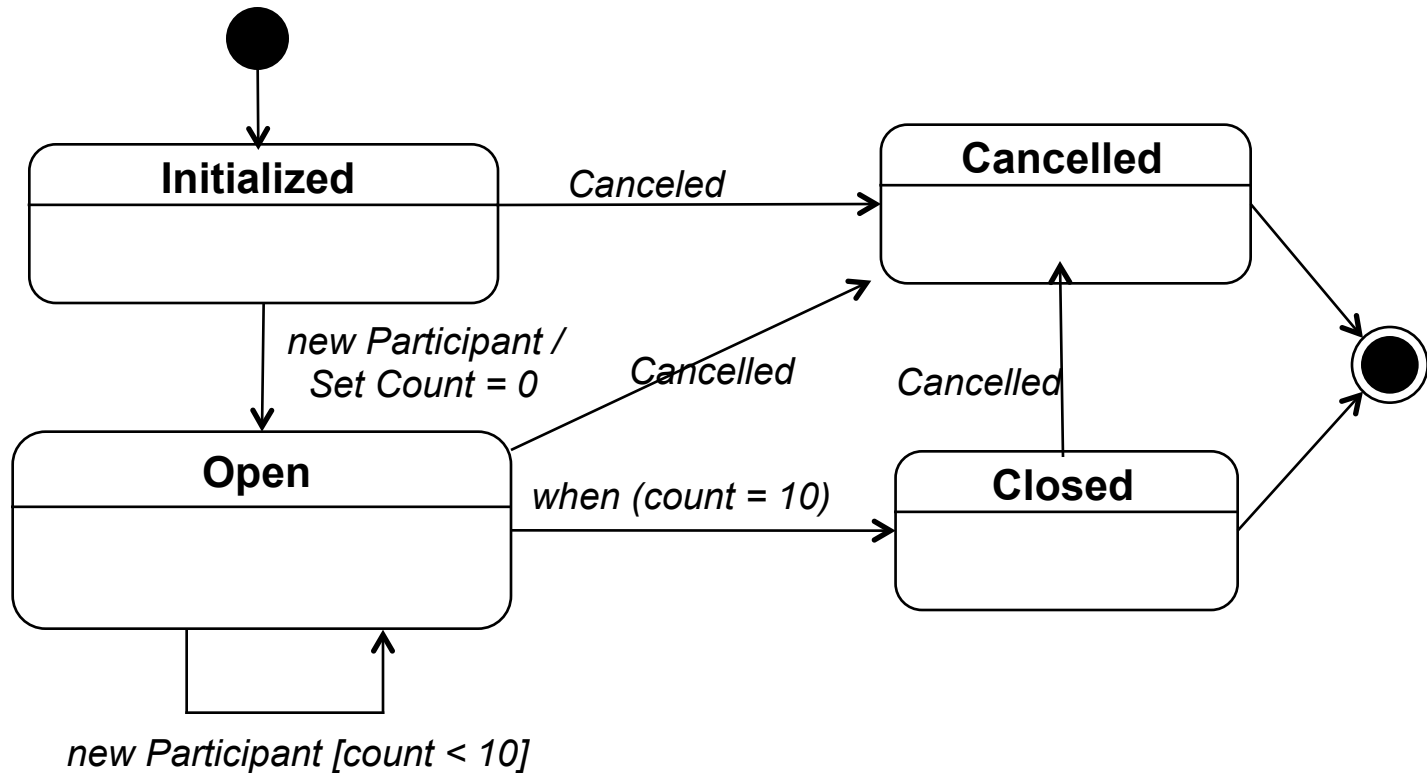 Initialized
Canceled
Cancelled
new Participant /
Set Count = 0
Cancelled
Cancelled
Open
when (count = 10)
Closed
new Participant [count < 10]